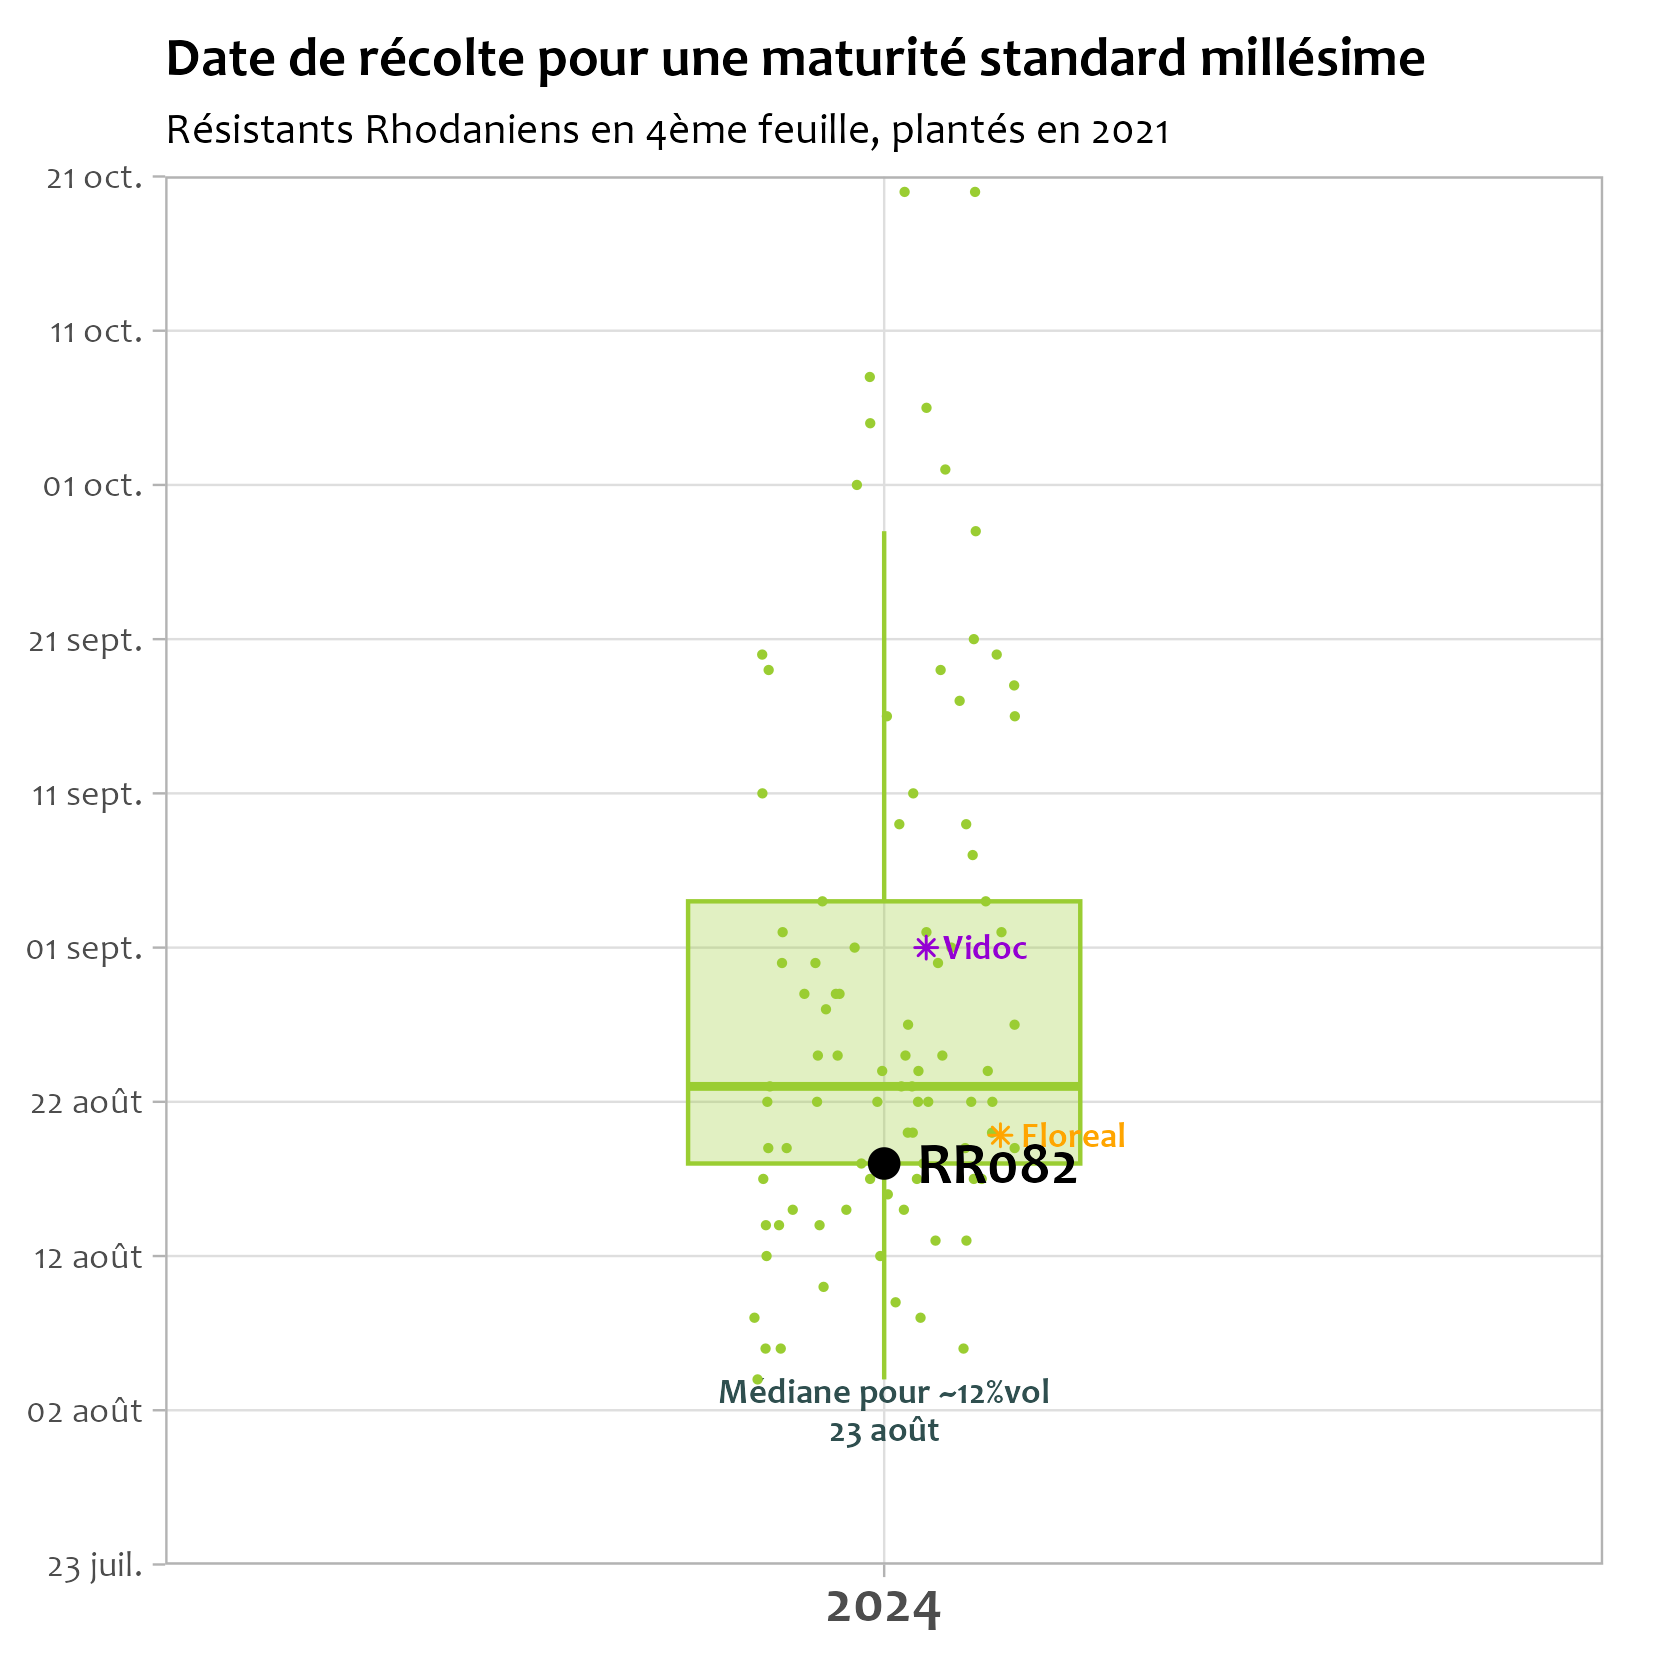 Date de récolte pour une maturité standard millésime
Résistants Rhodaniens en 4ème feuille, plantés en 2021
21 oct.
11 oct.
01 oct.
21 sept.
11 sept.
01 sept.
Vidoc
22 août
Floreal
RR082
12 août
Médiane pour ~12%vol
02 août
23 août
23 juil.
2024